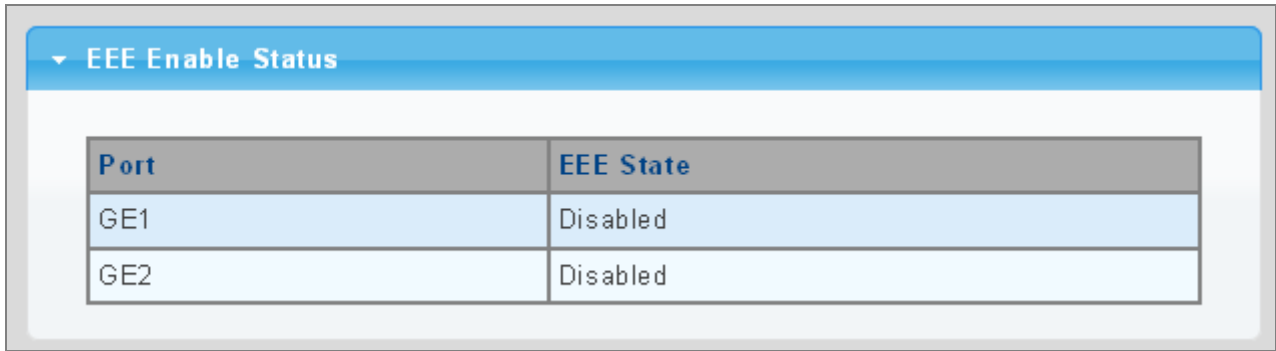 EEE Enable Status
Port EEE State
GE1 Disabled
GE2 Disabled